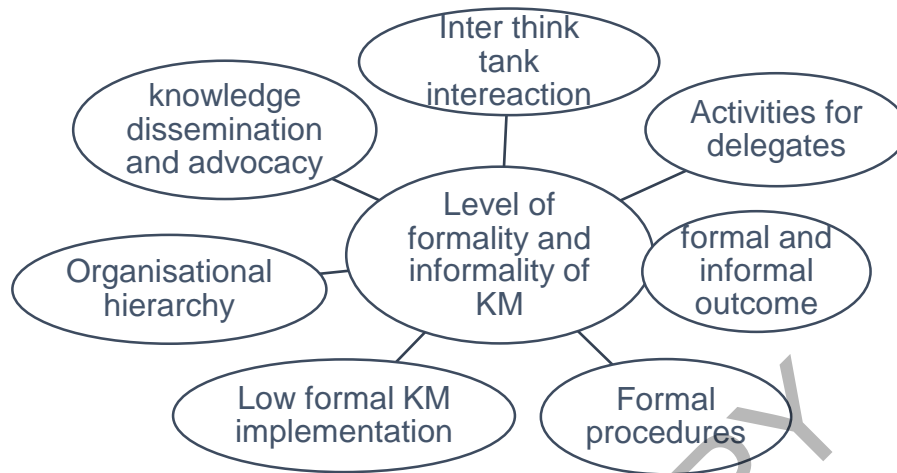 Inter think
tank
intereaction
knowledge
dissemination
and advocacy
Activities for
delegates
Level of
formality and
informality of
KM
formal and
informal
outcome
Organisational
hierarchy
Low formal KM
implementation
Formal
procedures